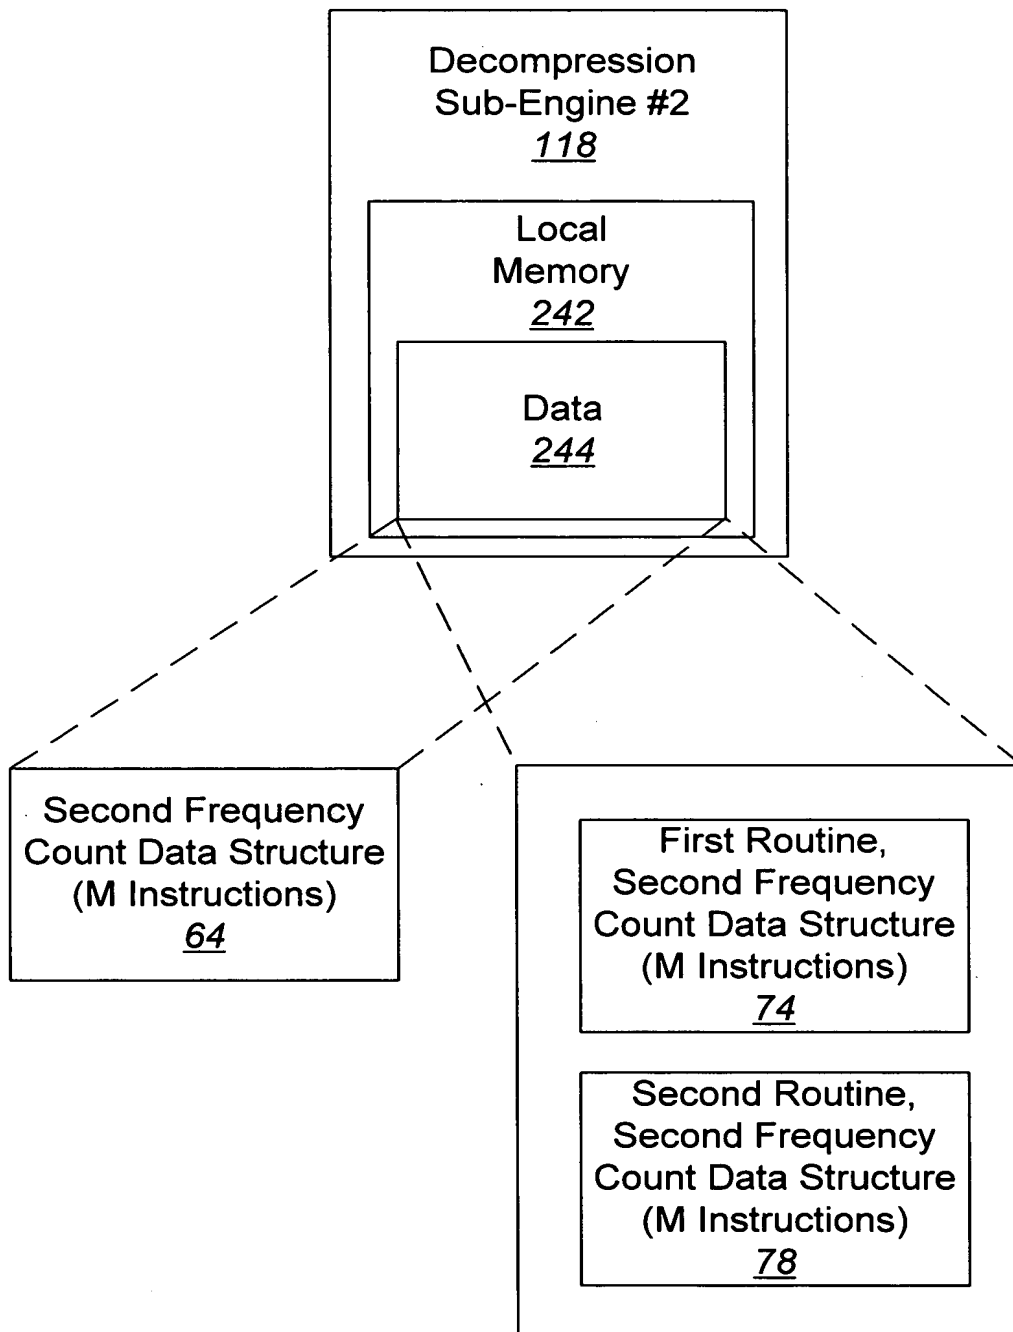 Decompression
Sub-Engine #2
118
Local
Memory
242
Data
244
Second Frequency
Count Data Structure
(M Instructions)
64
First Routine,
Second Frequency
Count Data Structure
(M Instructions)
74
Second Routine,
Second Frequency
Count Data Structure
(M Instructions)
78